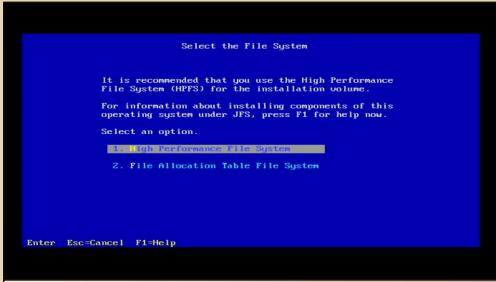 Select the File System
It is recommended that you use the High Performance
File System (HPFS) for the installation volume.
For information about installing components of this
operating system under JFS, press F1 for help now.
Select an option.
1. High Performance File System
2. File Allocation Table File System
Enter  Esc=Cancel  F1=Help